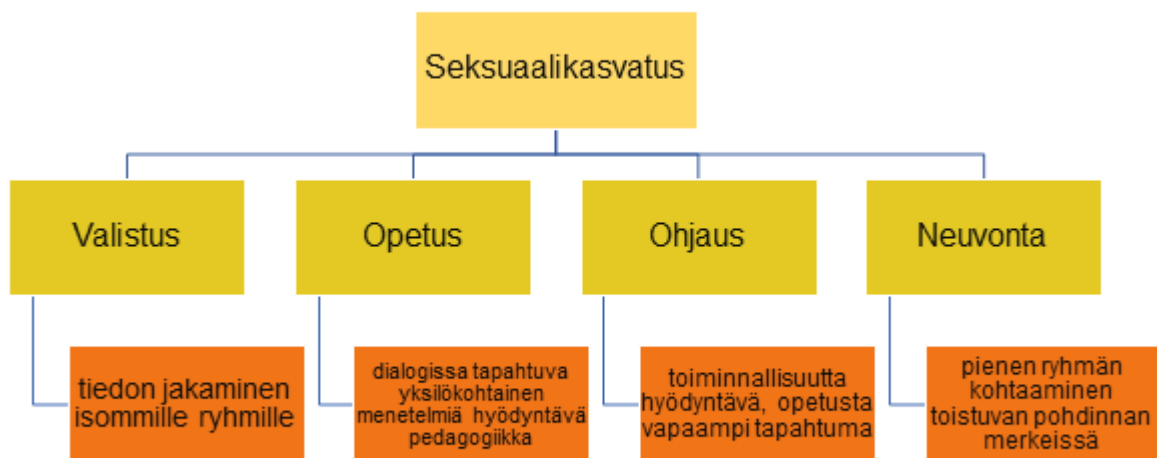 Seksuaalikasvatus
Valistus
Opetus
Ohjaus
Neuvonta
tiedon jakaminen
isommille ryhmille
dialogissa tapahtuva
yksilökohtainen
menetelmiä hyödyntävä
pedagogiikka
toiminnallisuutta
hyödyntävä, opetusta
vapaampi tapahtuma
pienen ryhmän
kohtaaminen
toistuvan pohdinnan
merkeissä